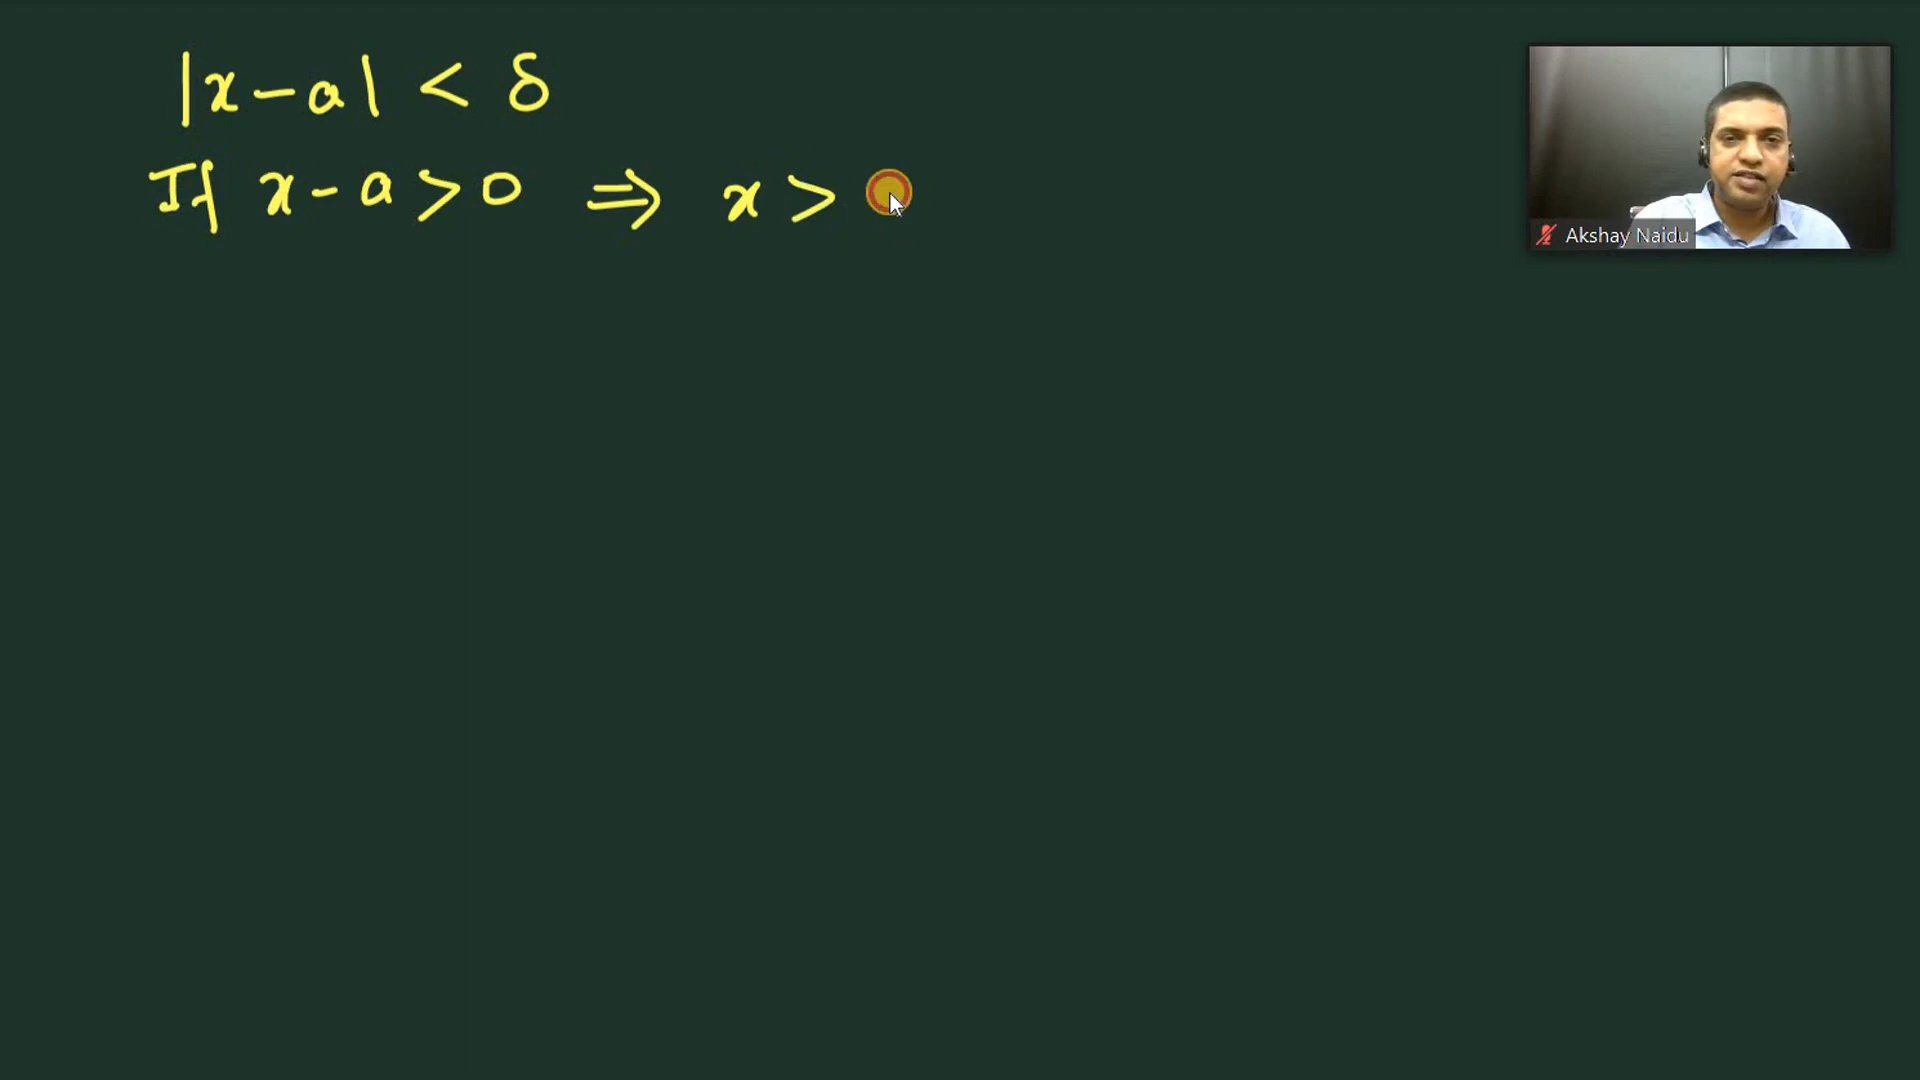 |x-a| < δ
If x-a>0 ⇒ x>
Akshay Naidu